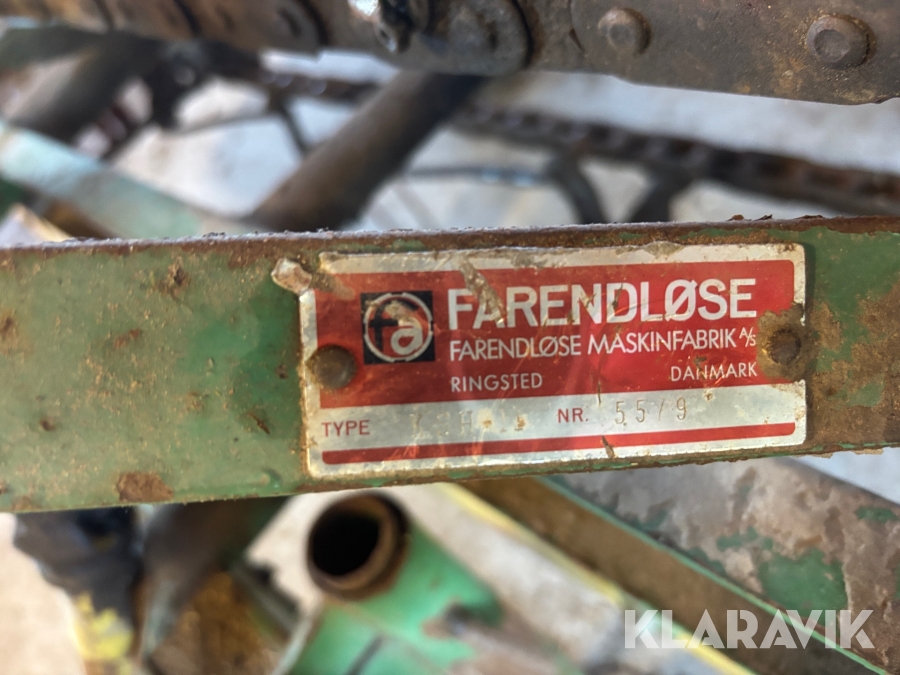 fa FARENDLØSE
FARENDLØSE MASKINFABRIK A/S
RINGSTED DANMARK
TYPE NR. 5579
KLARAVIK